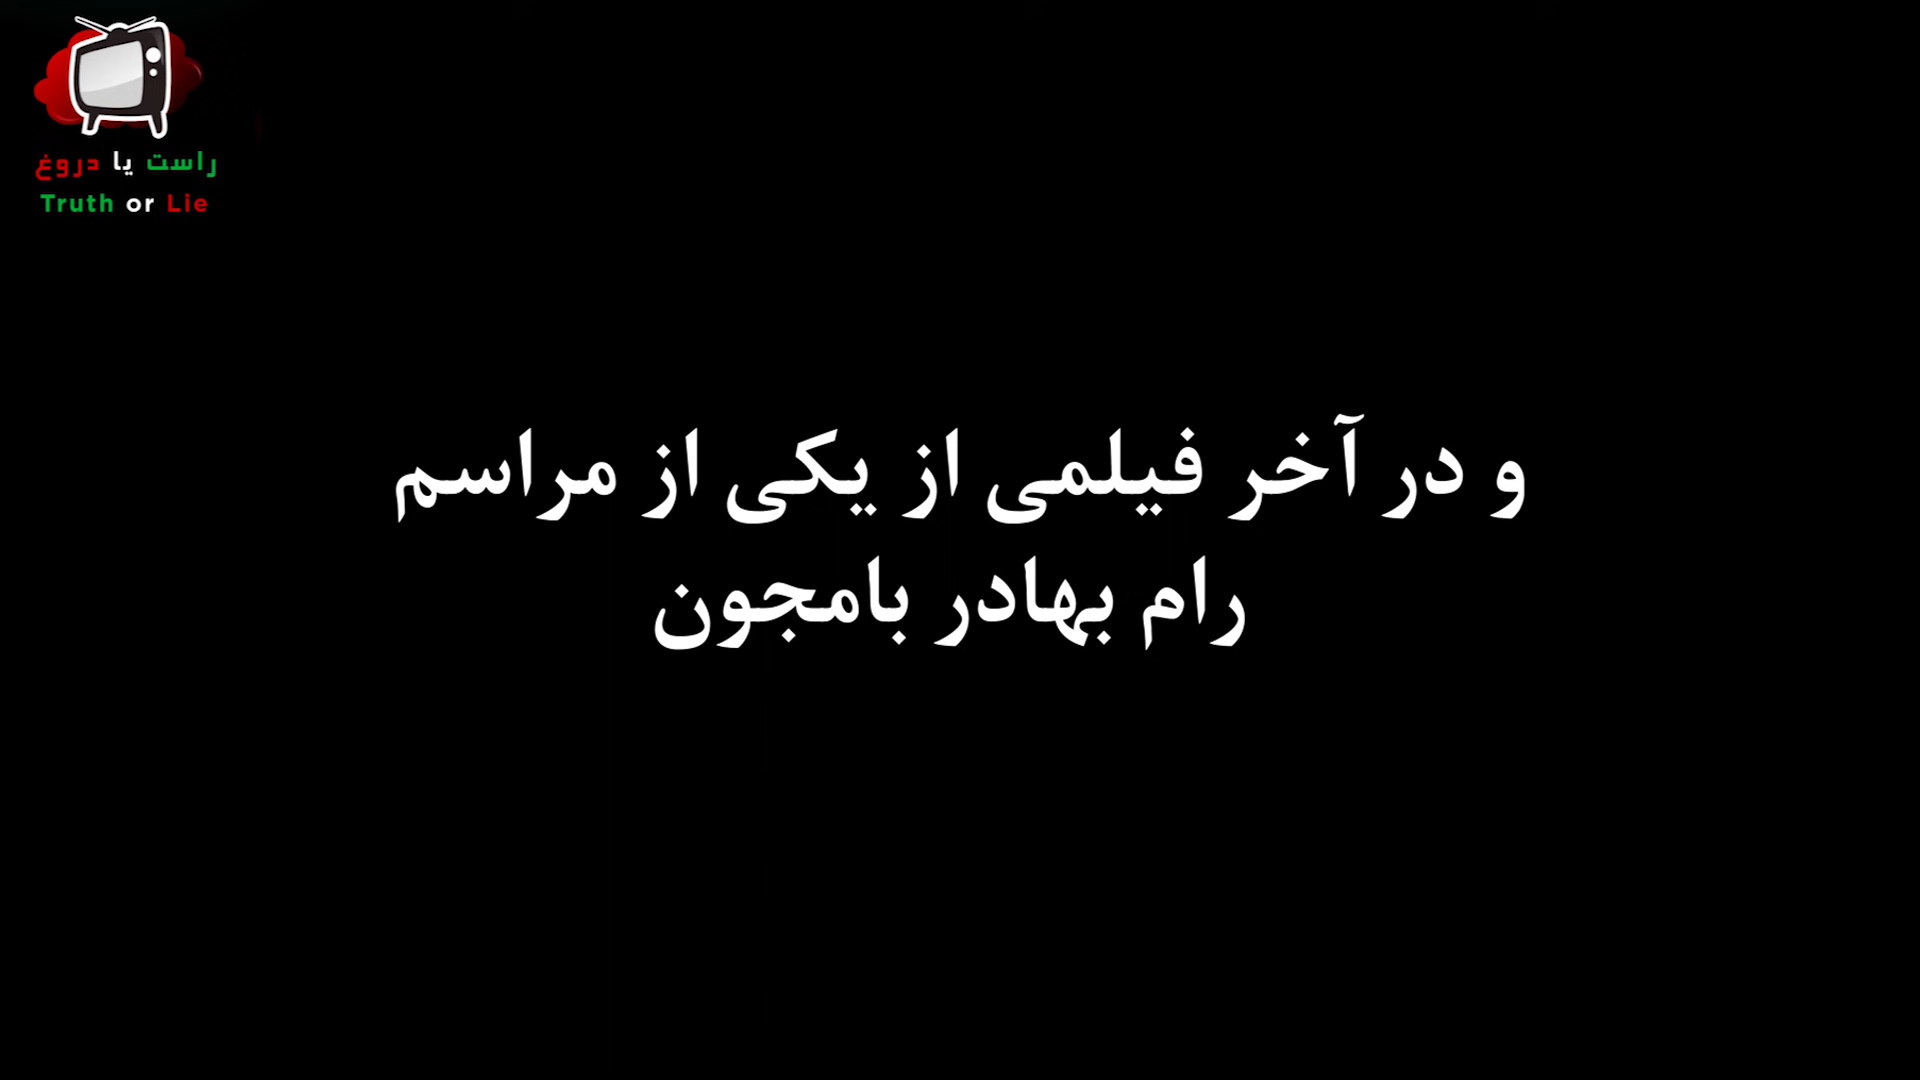 راست یا دروغ
Truth or Lie
و در آخر فیلمی از یکی از مراسم
رام بهادر بامجون